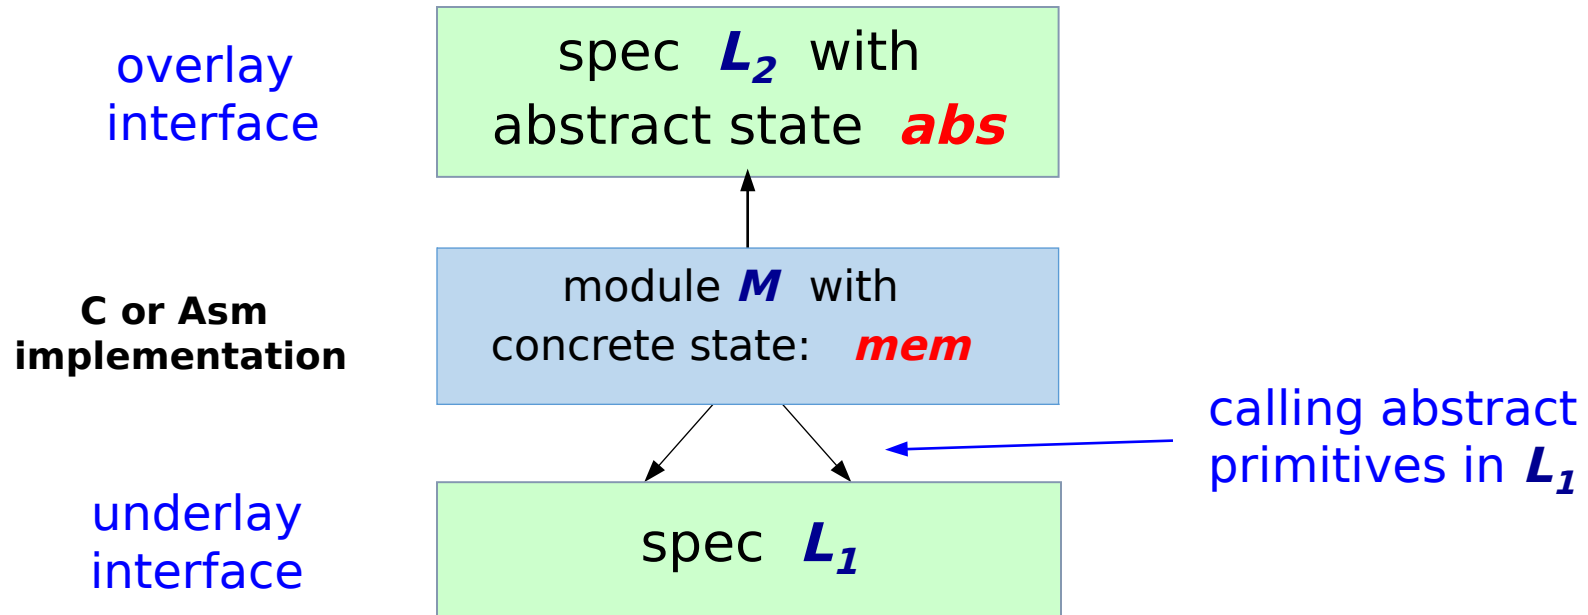 overlay
interface
spec L2 with
abstract state abs
C or Asm
implementation
module M with
concrete state: mem
calling abstract
primitives in L1
underlay
interface
spec L1